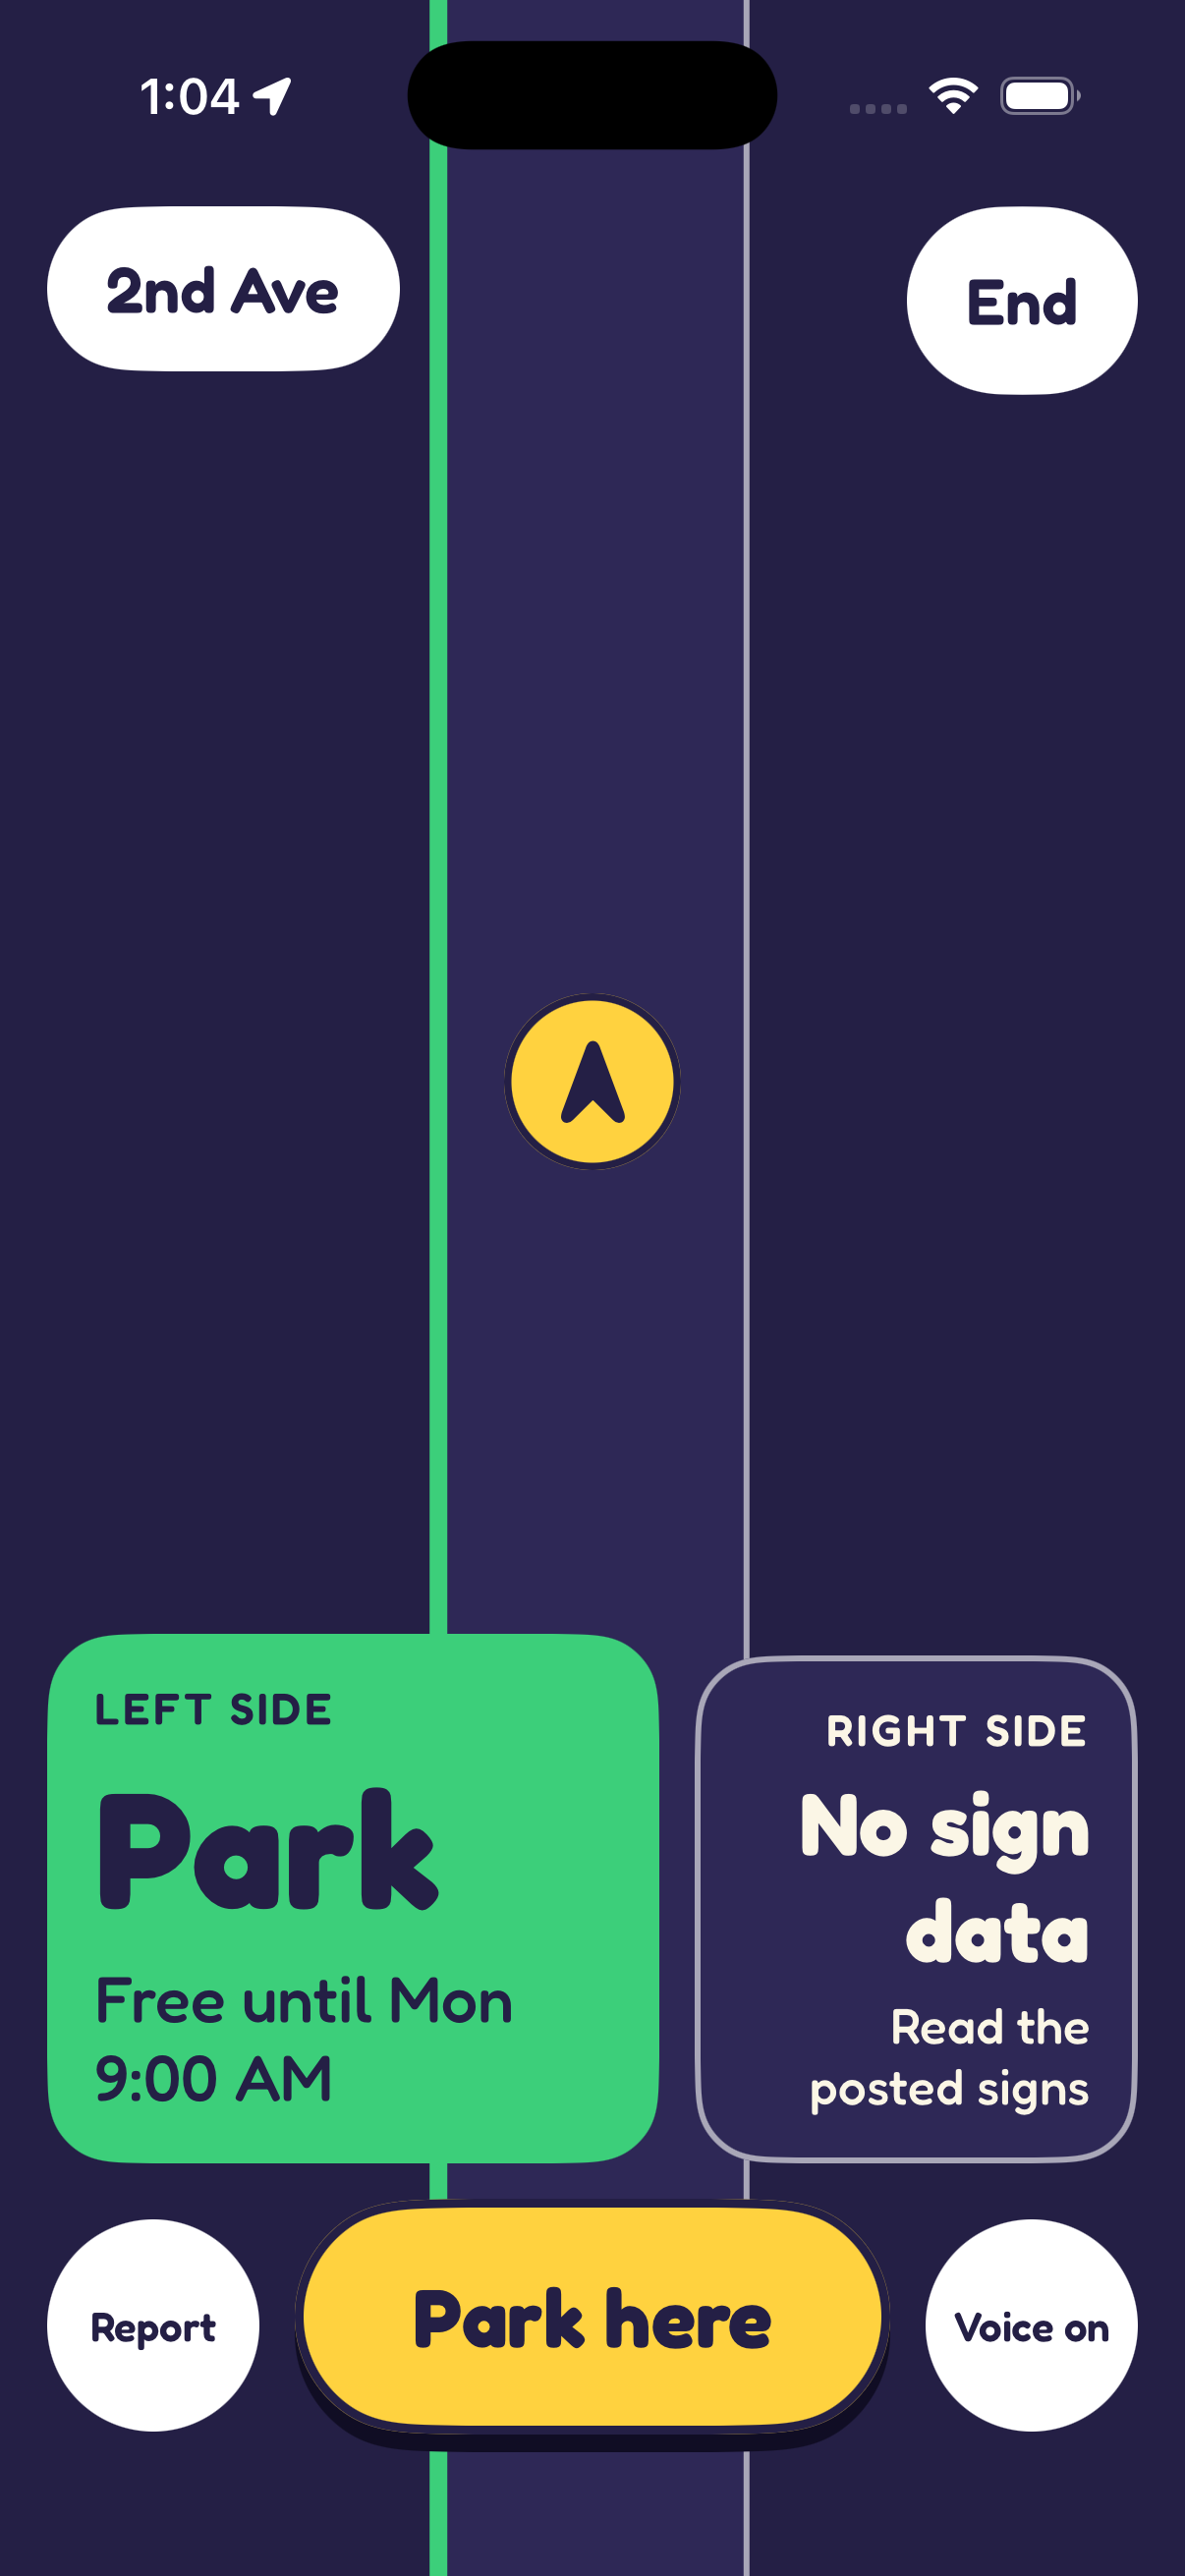 1:04
2nd Ave
End
LEFT SIDE
Park
Free until Mon
9:00 AM
RIGHT SIDE
No sign
data
Read the
posted signs
Report
Park here
Voice on